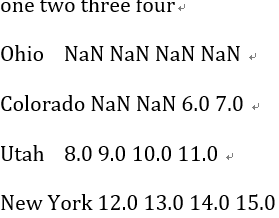 one two three four
Ohio NaN NaN NaN NaN
Colorado NaN NaN 6.0 7.0
Utah 8.0 9.0 10.0 11.0
New York 12.0 13.0 14.0 15.0